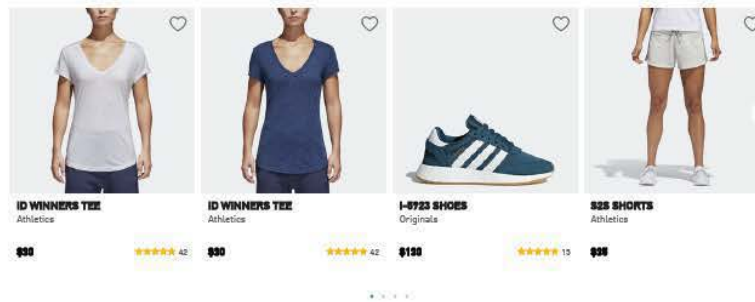 ID WINNERS TEE
Athletics
$30
42
ID WINNERS TEE
Athletics
$30
42
I-5923 SHOES
Originals
$130
15
S2S SHORTS
Athletics
$35